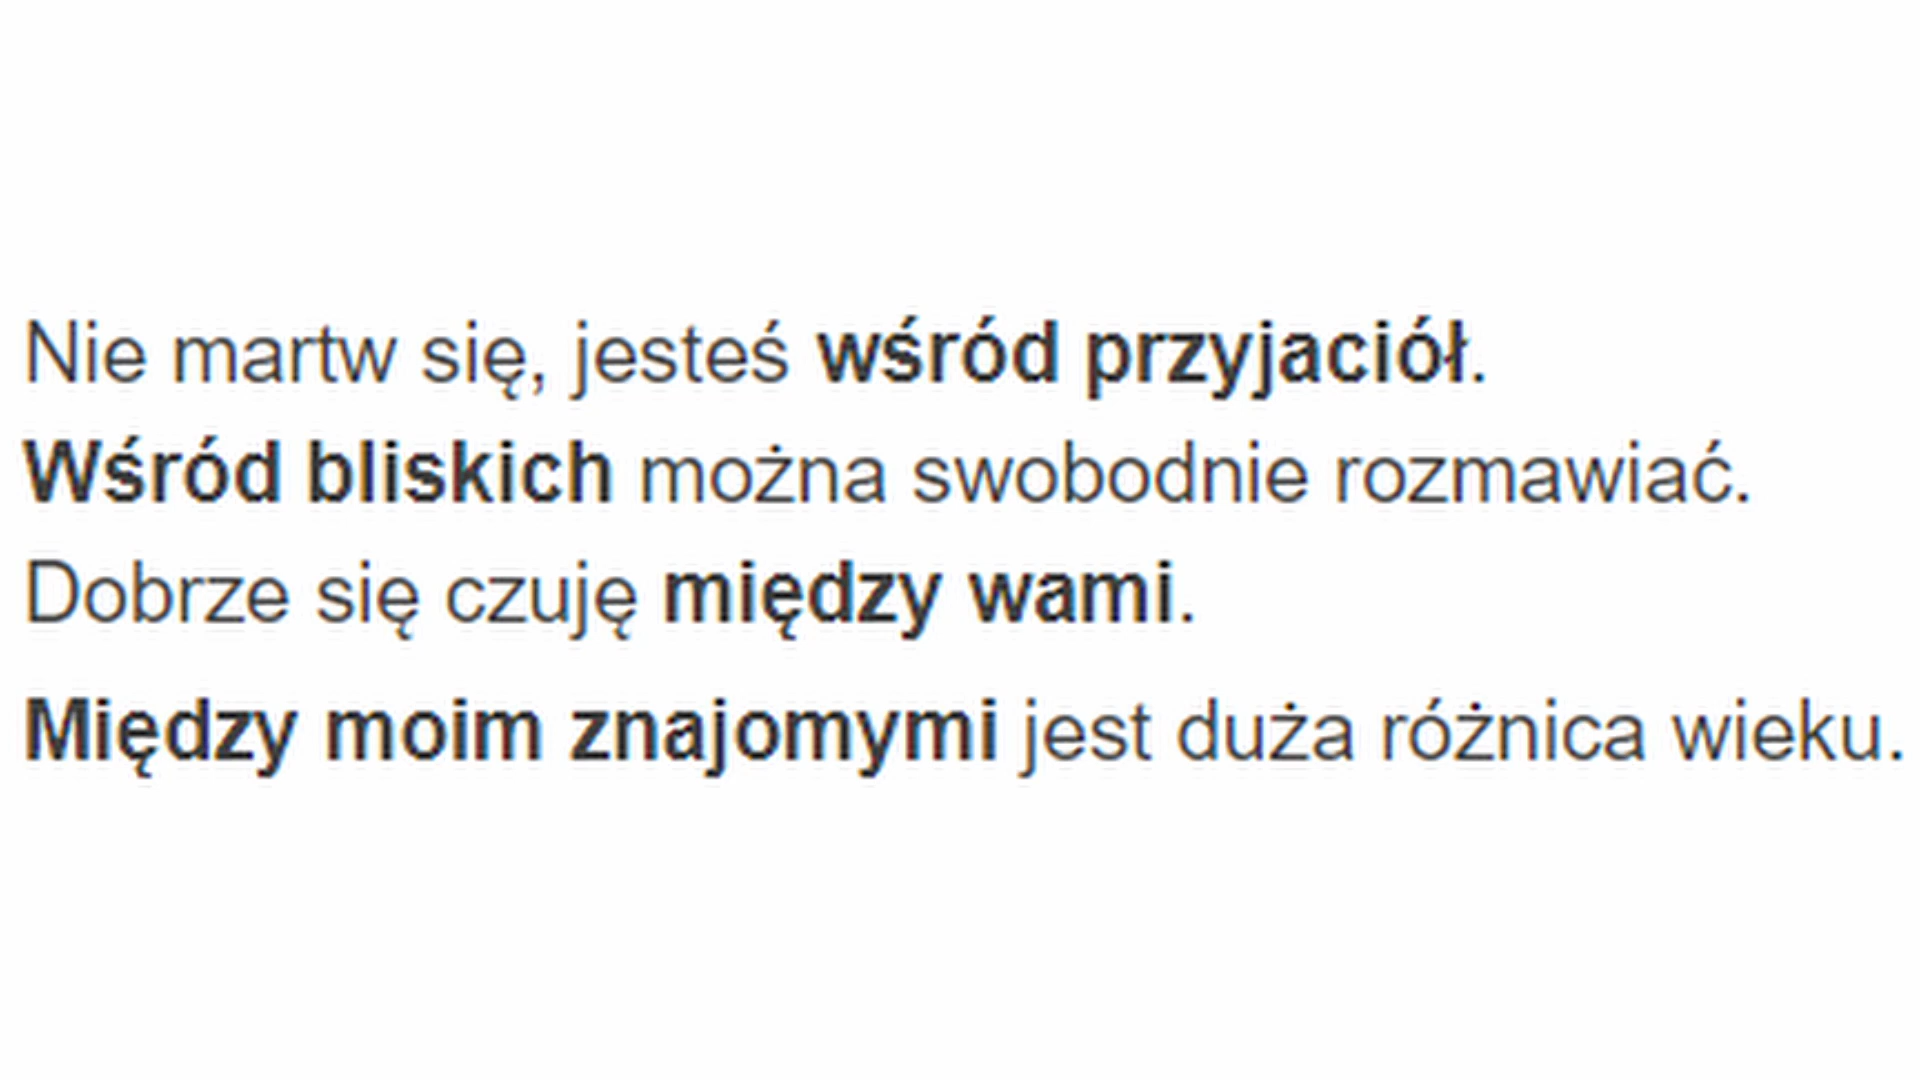 Nie martw się, jesteś wśród przyjaciół.
Wśród bliskich można swobodnie rozmawiać.
Dobrze się czuję między wami.
Między moim znajomymi jest duża różnica wieku.